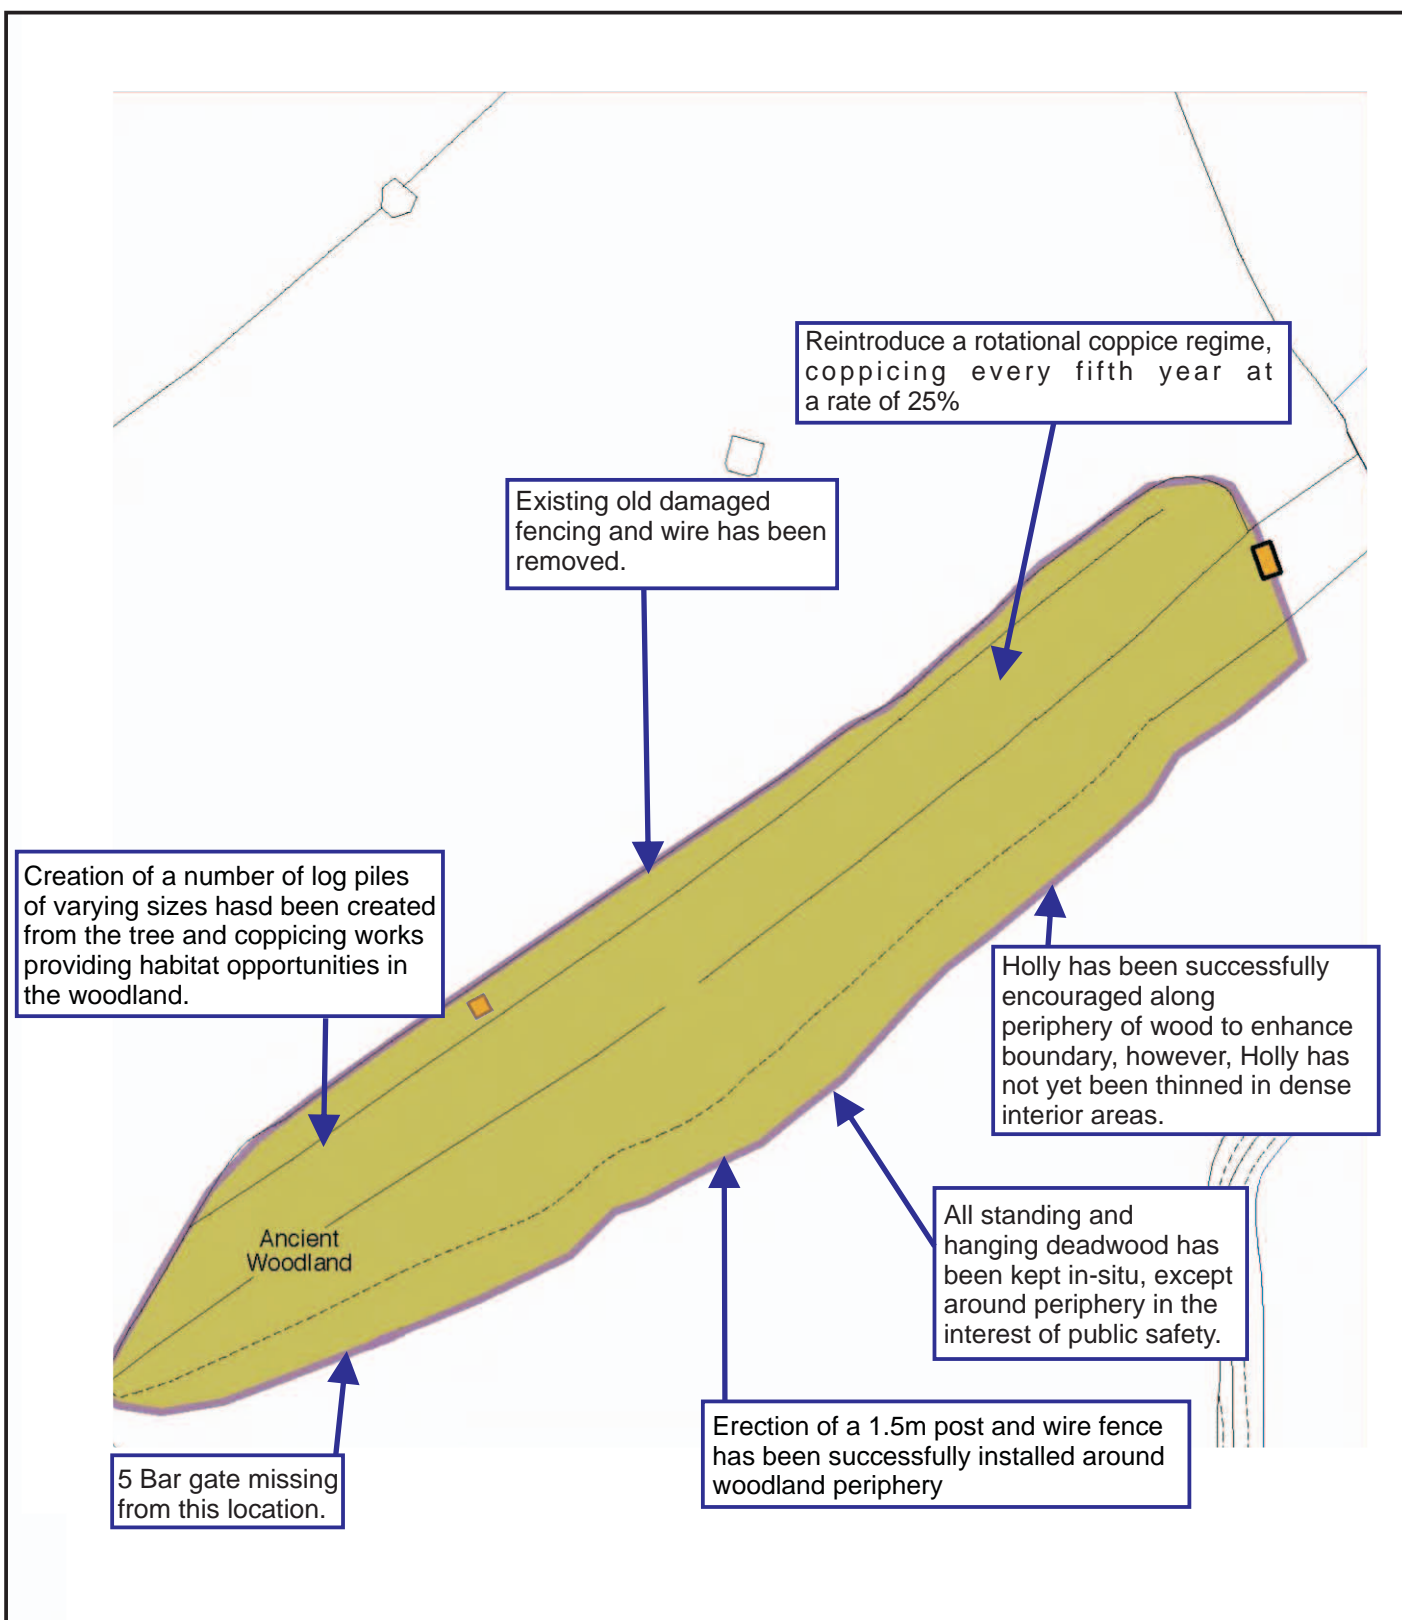 Reintroduce a rotational coppice regime,
coppicing every fifth year at
a rate of 25%
Existing old damaged
fencing and wire has been
removed.
Creation of a number of log piles
of varying sizes hasd been created
from the tree and coppicing works
providing habitat opportunities in
the woodland.
Holly has been successfully
encouraged along
periphery of wood to enhance
boundary, however, Holly has
not yet been thinned in dense
interior areas.
All standing and
hanging deadwood has
been kept in-situ, except
around periphery in the
interest of public safety.
Ancient
Woodland
Erection of a 1.5m post and wire fence
has been successfully installed around
woodland periphery
5 Bar gate missing
from this location.